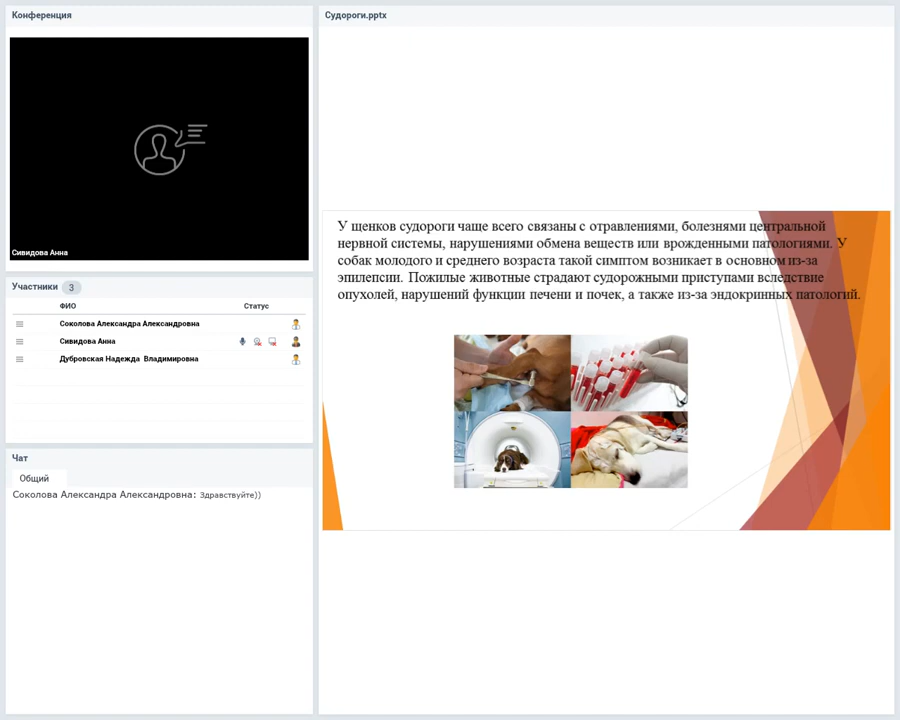 Конференция
Сивидова Анна
Участники 3
ФИО Статус
Соколова Александра Александровна
Сивидова Анна
Дубровская Надежда Владимировна
Чат
Общий
Соколова Александра Александровна: Здравствуйте))
Судороги.pptx
У щенков судороги чаще всего связаны с отравлениями, болезнями центральной
нервной системы, нарушениями обмена веществ или врожденными патологиями. У
собак молодого и среднего возраста такой симптом возникает в основном из-за
эпилепсии. Пожилые животные страдают судорожными приступами вследствие
опухолей, нарушений функции печени и почек, а также из-за эндокринных патологий.